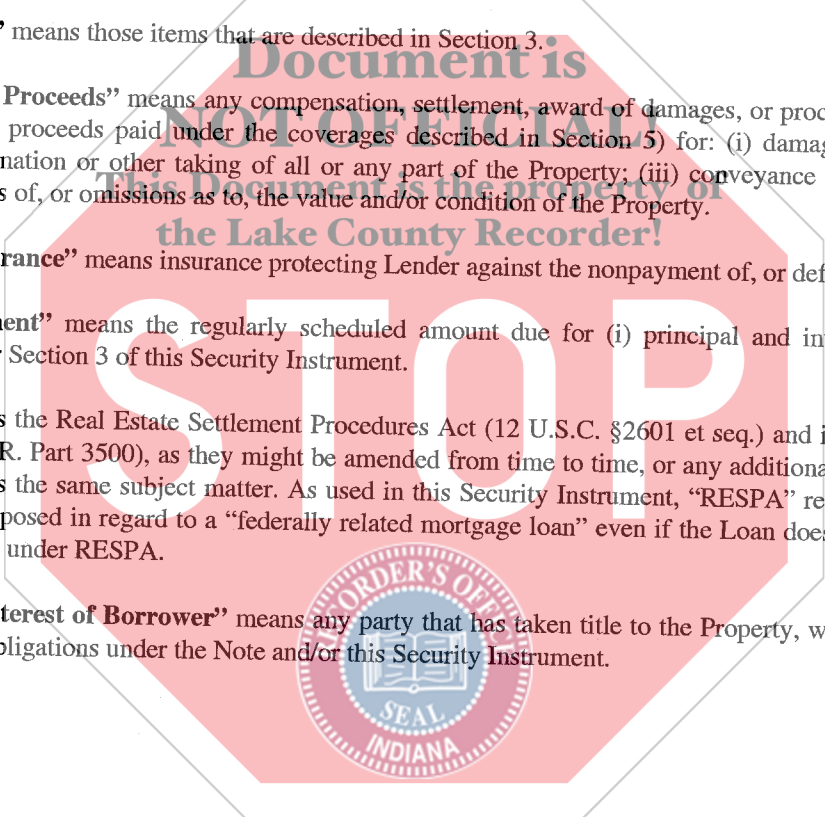 ” means those items that are described in Section 3.
Document is
Proceeds” means any compensation, settlement, award of damages, or proc
NOT OFFICIAL!
proceeds paid under the coverages described in Section 5) for: (i) damag
nation or other taking of all or any part of the Property; (iii) conveyance
This Document is the property of
s of, or omissions as to, the value and/or condition of the Property.
the Lake County Recorder!
rance” means insurance protecting Lender against the nonpayment of, or def
STOP
ent” means the regularly scheduled amount due for (i) principal and in
Section 3 of this Security Instrument.
s the Real Estate Settlement Procedures Act (12 U.S.C. §2601 et seq.) and i
R. Part 3500), as they might be amended from time to time, or any additiona
s the same subject matter. As used in this Security Instrument, “RESPA” re
posed in regard to a “federally related mortgage loan” even if the Loan does
under RESPA.
RECORDER'S OFFICE
terest of Borrower” means any party that has taken title to the Property, w
bligations under the Note and/or this Security Instrument.
SEAL
INDIANA